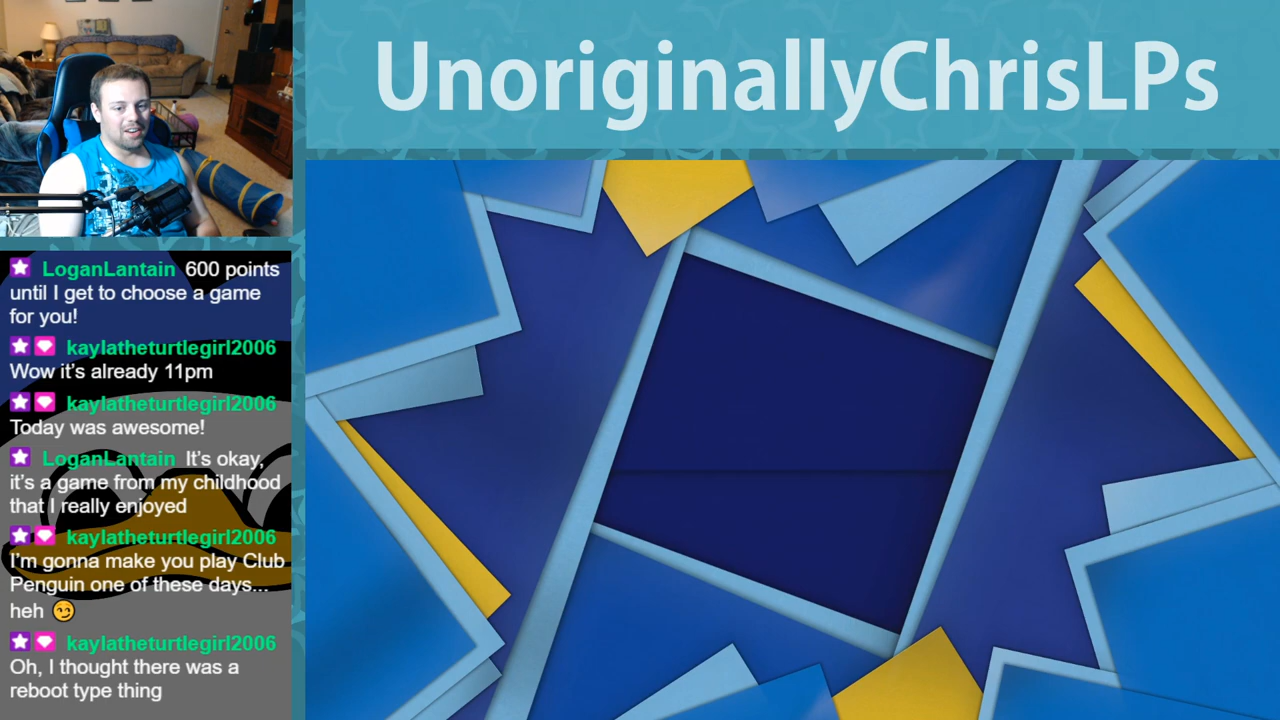 UnoriginallyChrisLPs
LoganLantain 600 points
until I get to choose a game
for you!
kaylatheturtlegirl2006
Wow it's already 11pm
kaylatheturtlegirl2006
Today was awesome!
LoganLantain It's okay,
it's a game from my childhood
that I really enjoyed
kaylatheturtlegirl2006
I'm gonna make you play Club
Penguin one of these days...
heh 😏
kaylatheturtlegirl2006
Oh, I thought there was a
reboot type thing